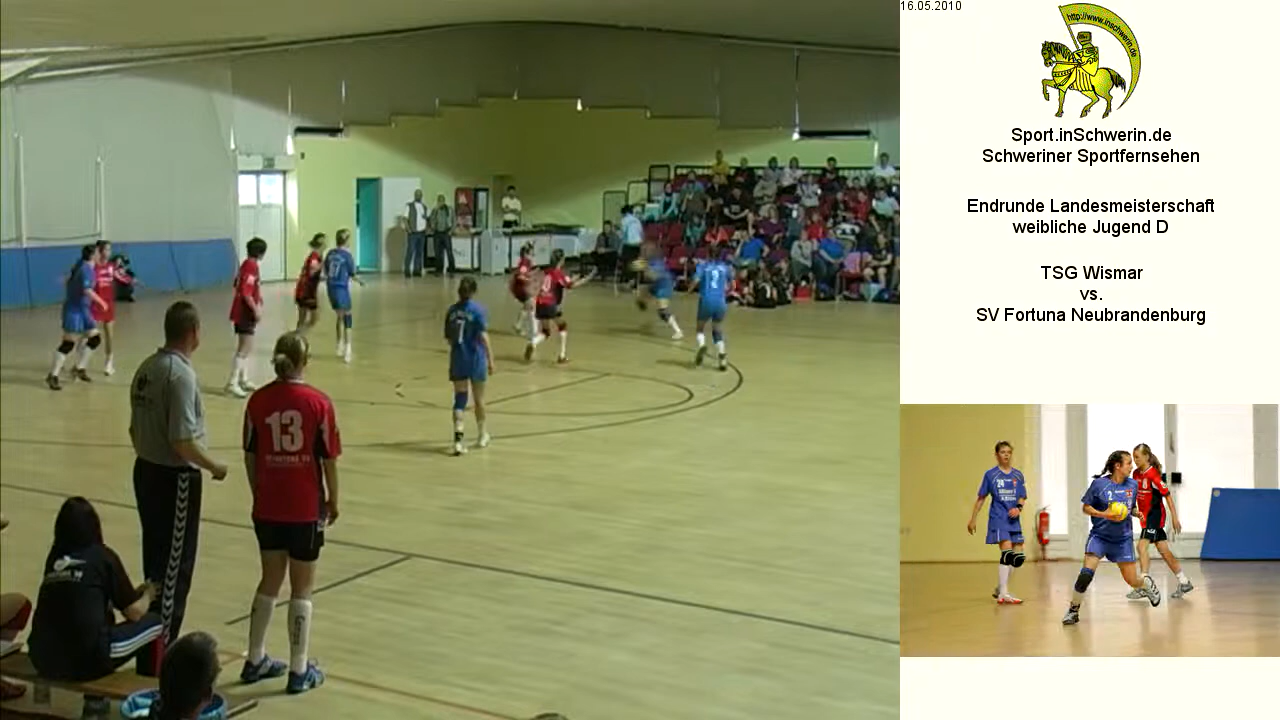 16.05.2010
http://www.inschwerin.de
Sport.inSchwerin.de
Schweriner Sportfernsehen
Endrunde Landesmeisterschaft
weibliche Jugend D
TSG Wismar
vs.
SV Fortuna Neubrandenburg
13
7
2
24
2